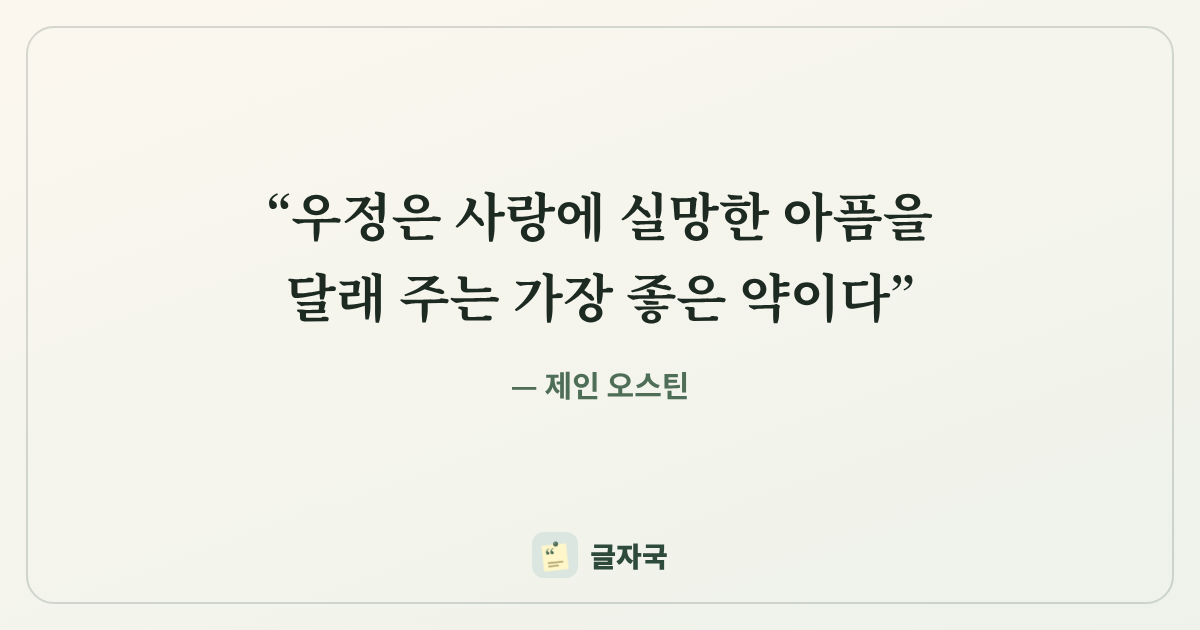 “우정은 사랑에 실망한 아픔을
달래 주는 가장 좋은 약이다”
— 제인 오스틴
글자국